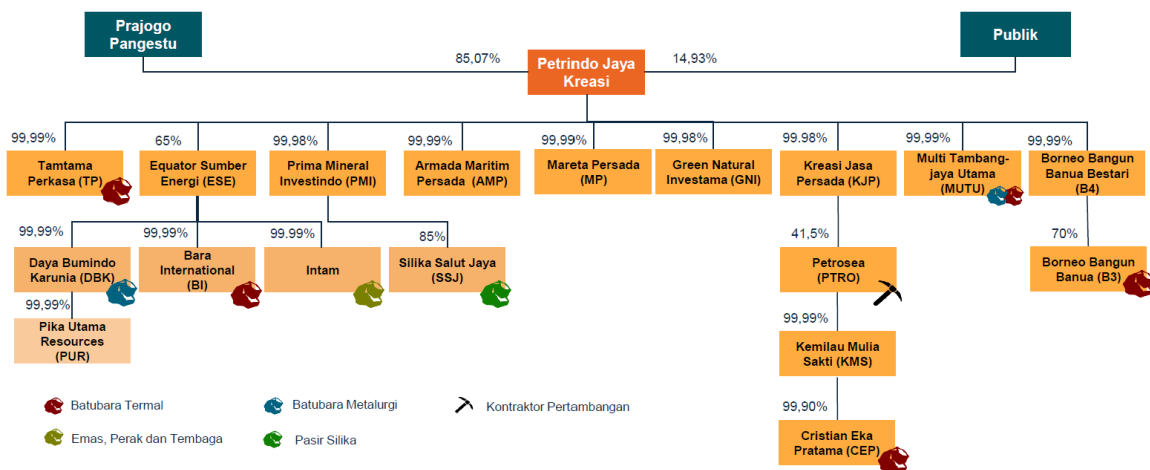 Prajogo
Pangestu
Publik
85,07%
14,93%
Petrindo Jaya
Kreasi
99,99%
65%
99,98%
99,99%
99,99%
99,98%
99.98%
99,99%
99,99%
Tamtama
Perkasa (TP)
Equator Sumber
Energi (ESE)
Prima Mineral
Investindo (PMI)
Armada Maritim
Persada (AMP)
Mareta Persada
(MP)
Green Natural
Investama (GNI)
Kreasi Jasa
Persada (KJP)
Multi Tambang-
jaya Utama
(MUTU)
Borneo Bangun
Banua Bestari
(B4)
99,99%
99,99%
99.99%
85%
41,5%
70%
Daya Bumindo
Karunia (DBK)
Bara
International
(BI)
Intam
Silika Salut Jaya
(SSJ)
Petrosea
(PTRO)
Borneo Bangun
Banua (B3)
99,99%
99,99%
Pika Utama
Resources
(PUR)
Kemilau Mulia
Sakti (KMS)
99,90%
Cristian Eka
Pratama (CEP)
Batubara Termal
Batubara Metalurgi
Kontraktor Pertambangan
Emas, Perak dan Tembaga
Pasir Silika